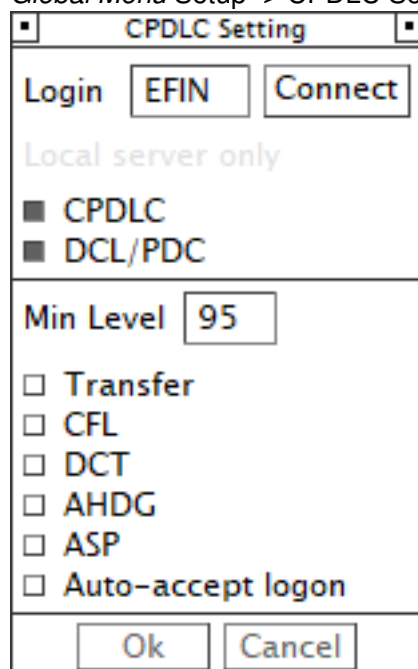 Global Menu Setup -> CPDLC Se
CPDLC Setting
Login EFIN Connect
Local server only
CPDLC
DCL/PDC
Min Level 95
Transfer
CFL
DCT
AHDG
ASP
Auto-accept logon
Ok Cancel